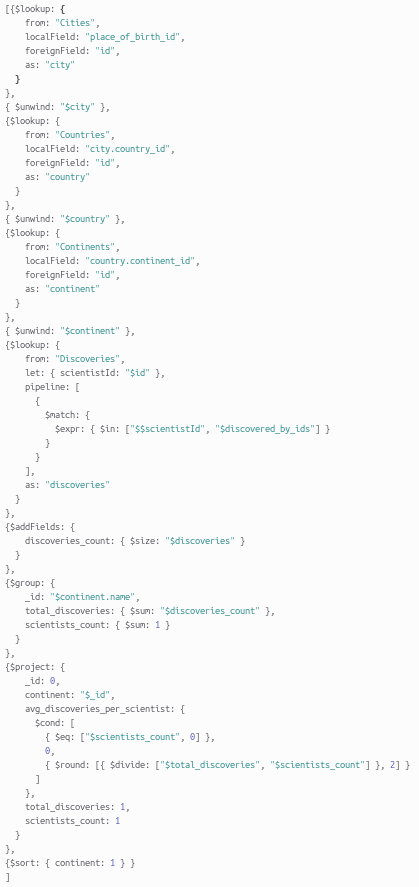 [{$lookup: {
    from: "Cities",
    localField: "place_of_birth_id",
    foreignField: "id",
    as: "city"
  }
},
{ $unwind: "$city" },
{$lookup: {
    from: "Countries",
    localField: "city.country_id",
    foreignField: "id",
    as: "country"
  }
},
{ $unwind: "$country" },
{$lookup: {
    from: "Continents",
    localField: "country.continent_id",
    foreignField: "id",
    as: "continent"
  }
},
{ $unwind: "$continent" },
{$lookup: {
    from: "Discoveries",
    let: { scientistId: "$id" },
    pipeline: [
      {
        $match: {
          $expr: { $in: ["$$scientistId", "$discovered_by_ids"] }
        }
      }
    ],
    as: "discoveries"
  }
},
{$addFields: {
    discoveries_count: { $size: "$discoveries" }
  }
},
{$group: {
    _id: "$continent.name",
    total_discoveries: { $sum: "$discoveries_count" },
    scientists_count: { $sum: 1 }
  }
},
{$project: {
    _id: 0,
    continent: "$_id",
    avg_discoveries_per_scientist: {
      $cond: [
        { $eq: ["$scientists_count", 0] },
        0,
        { $round: [{ $divide: ["$total_discoveries", "$scientists_count"] }, 2] }
      ]
    },
    total_discoveries: 1,
    scientists_count: 1
  }
},
{$sort: { continent: 1 } }
]